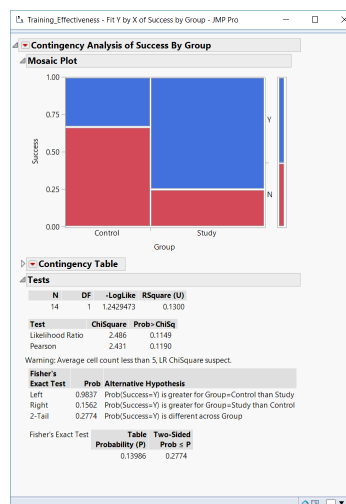 Training_Effectiveness - Fit Y by X of Success by Group - JMP Pro
Contingency Analysis of Success By Group
Mosaic Plot
1.00
0.75
0.50
0.25
0.00
Success
Y
N
Control Study
Group
Contingency Table
Tests
N DF -LogLike RSquare (U)
14 1 1.2429473 0.1300
Test ChiSquare Prob>ChiSq
Likelihood Ratio 2.486 0.1149
Pearson 2.431 0.1190
Warning: Average cell count less than 5, LR ChiSquare suspect.
Fisher's
Exact Test Prob Alternative Hypothesis
Left 0.9837 Prob(Success=Y) is greater for Group=Control than Study
Right 0.1562 Prob(Success=Y) is greater for Group=Study than Control
2-Tail 0.2774 Prob(Success=Y) is different across Group
Fisher's Exact Test Table Two-Sided
Probability (P) Prob ≤ P
0.13986 0.2774